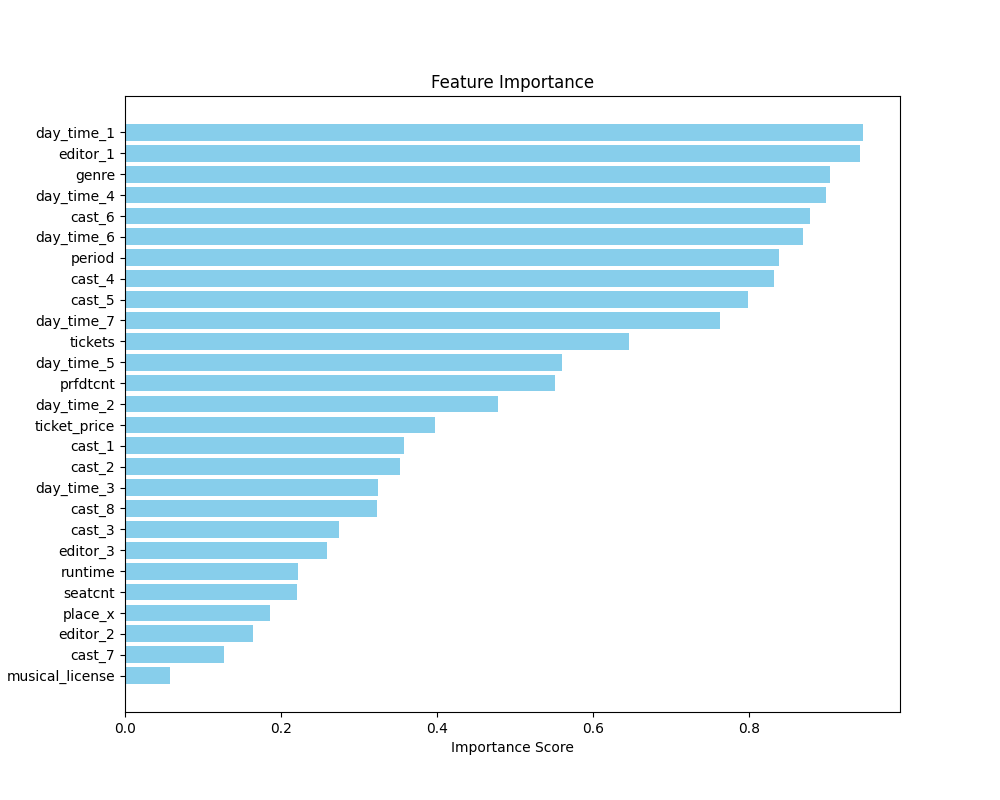 Feature Importance
day_time_1
editor_1
genre
day_time_4
cast_6
day_time_6
period
cast_4
cast_5
day_time_7
tickets
day_time_5
prfdtcnt
day_time_2
ticket_price
cast_1
cast_2
day_time_3
cast_8
cast_3
editor_3
runtime
seatcnt
place_x
editor_2
cast_7
musical_license
0.0 0.2 0.4 0.6 0.8
Importance Score